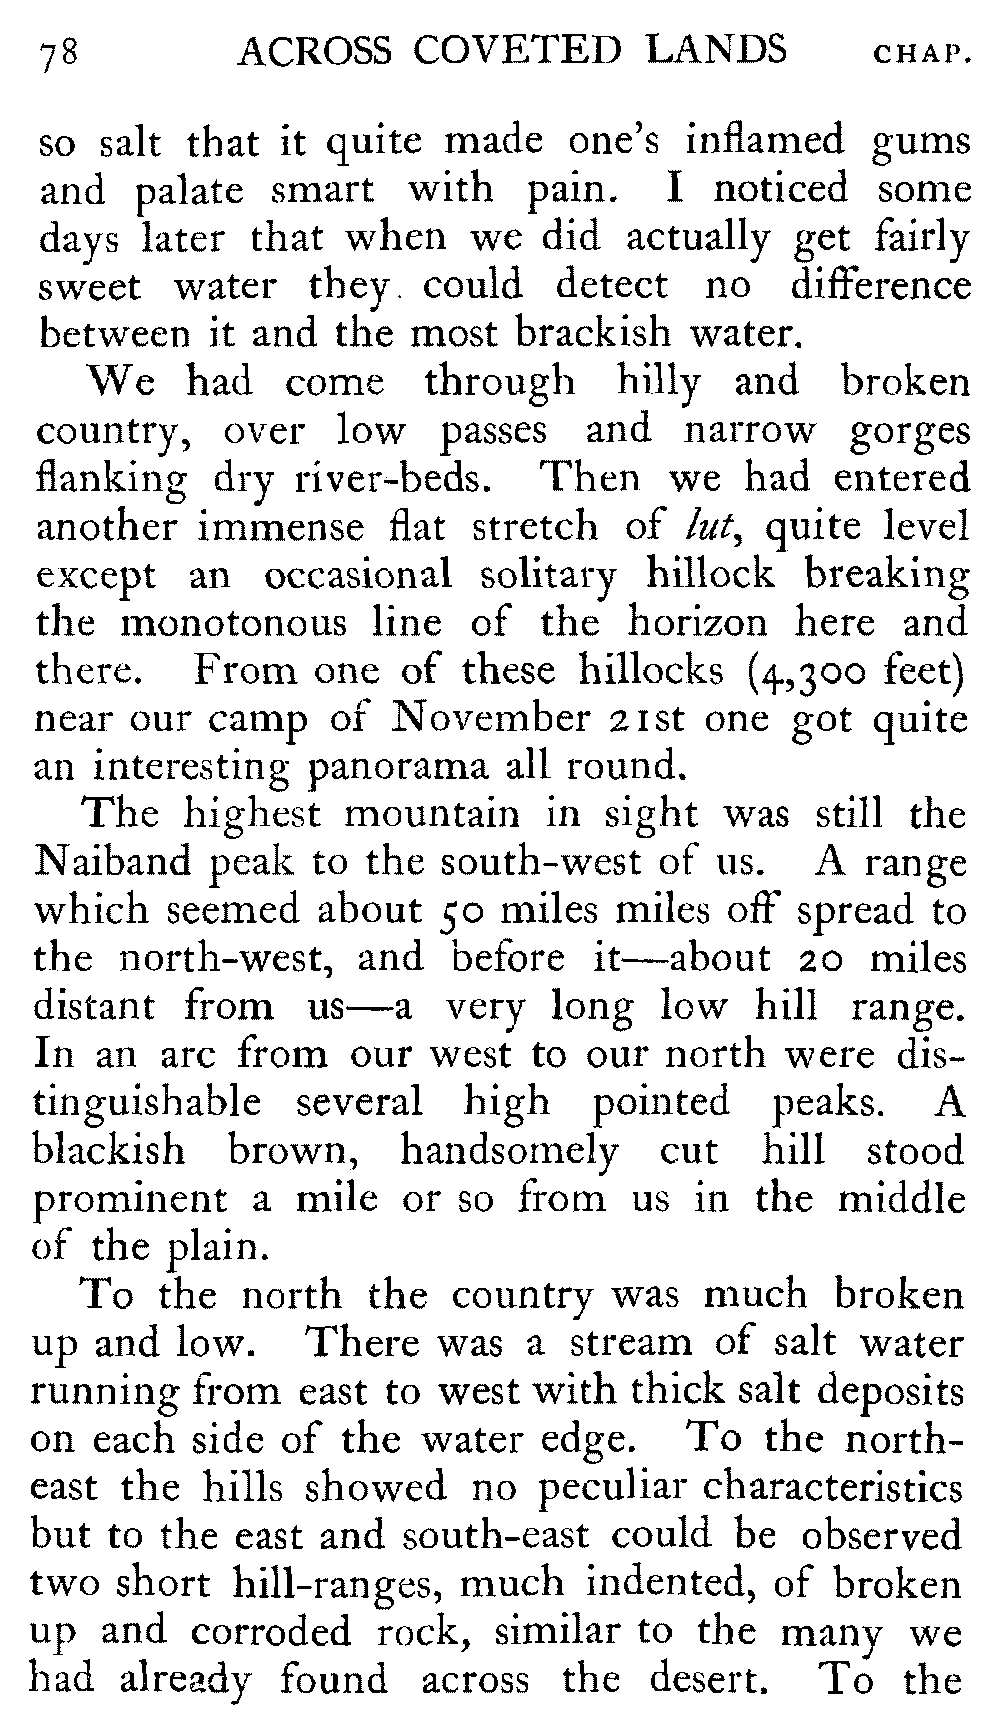 78 ACROSS COVETED LANDS CHAP.
so salt that it quite made one's inflamed gums
and palate smart with pain. I noticed some
days later that when we did actually get fairly
sweet water they. could detect no difference
between it and the most brackish water.
We had come through hilly and broken
country, over low passes and narrow gorges
flanking dry river-beds. Then we had entered
another immense flat stretch of lut, quite level
except an occasional solitary hillock breaking
the monotonous line of the horizon here and
there. From one of these hillocks (4,300 feet)
near our camp of November 21st one got quite
an interesting panorama all round.
The highest mountain in sight was still the
Naiband peak to the south-west of us. A range
which seemed about 50 miles miles off spread to
the north-west, and before it—about 20 miles
distant from us—a very long low hill range.
In an arc from our west to our north were dis-
tinguishable several high pointed peaks. A
blackish brown, handsomely cut hill stood
prominent a mile or so from us in the middle
of the plain.
To the north the country was much broken
up and low. There was a stream of salt water
running from east to west with thick salt deposits
on each side of the water edge. To the north-
east the hills showed no peculiar characteristics
but to the east and south-east could be observed
two short hill-ranges, much indented, of broken
up and corroded rock, similar to the many we
had already found across the desert. To the